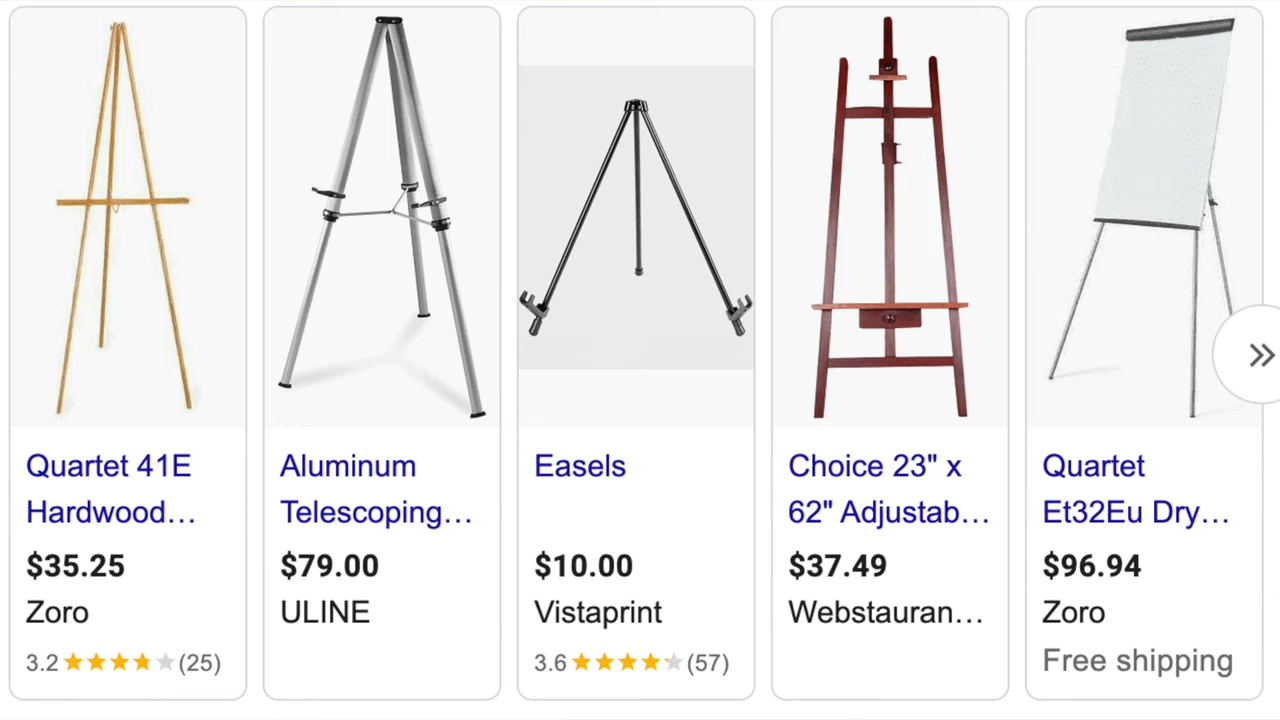 Quartet 41E
Hardwood...
$35.25
Zoro
3.2 (25)
Aluminum
Telescoping...
$79.00
ULINE
Easels
$10.00
Vistaprint
3.6 (57)
Choice 23" x
62" Adjustab...
$37.49
Webstauran...
Quartet
Et32Eu Dry...
$96.94
Zoro
Free shipping